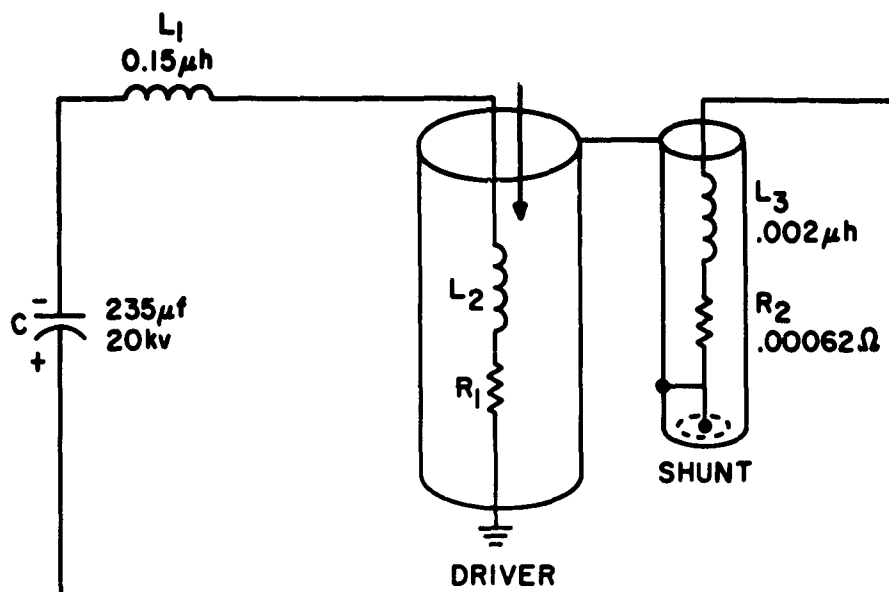 L1
0.15μh
L2
R1
L3
.002μh
R2
.00062Ω
C
-
+
235μf
20kv
SHUNT
DRIVER